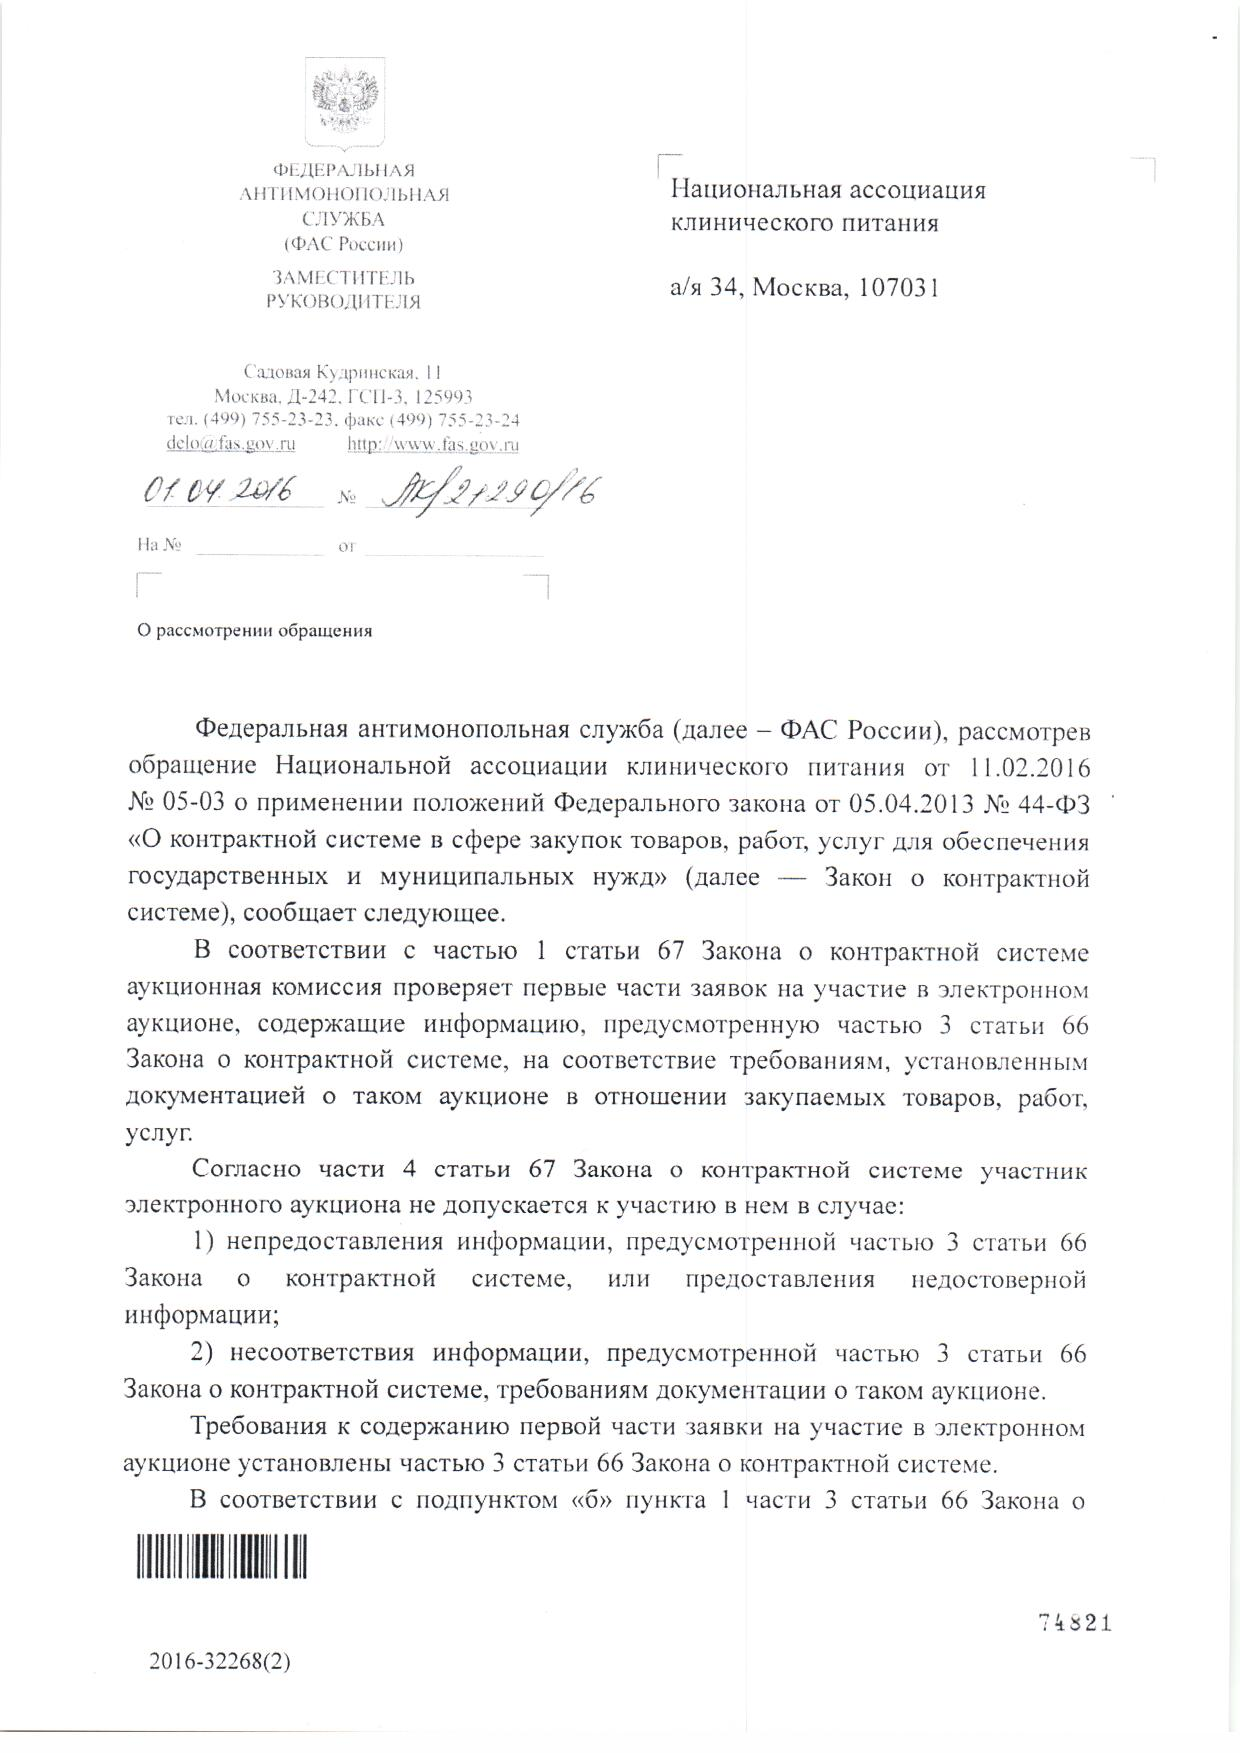 ФЕДЕРАЛЬНАЯ
АНТИМОНОПОЛЬНАЯ
СЛУЖБА
(ФАС России)
ЗАМЕСТИТЕЛЬ
РУКОВОДИТЕЛЯ
Садовая Кудринская, 11
Москва, Д-242, ГСП-3, 125993
тел. (499) 755-23-23, факс (499) 755-23-24
delo@fas.gov.ru http://www.fas.gov.ru
01.04.2016 № АК/21290/16
На № от
Национальная ассоциация
клинического питания
а/я 34, Москва, 107031
О рассмотрении обращения
Федеральная антимонопольная служба (далее – ФАС России), рассмотрев
обращение Национальной ассоциации клинического питания от 11.02.2016
№ 05-03 о применении положений Федерального закона от 05.04.2013 № 44-ФЗ
«О контрактной системе в сфере закупок товаров, работ, услуг для обеспечения
государственных и муниципальных нужд» (далее — Закон о контрактной
системе), сообщает следующее.
В соответствии с частью 1 статьи 67 Закона о контрактной системе
аукционная комиссия проверяет первые части заявок на участие в электронном
аукционе, содержащие информацию, предусмотренную частью 3 статьи 66
Закона о контрактной системе, на соответствие требованиям, установленным
документацией о таком аукционе в отношении закупаемых товаров, работ,
услуг.
Согласно части 4 статьи 67 Закона о контрактной системе участник
электронного аукциона не допускается к участию в нем в случае:
1) непредоставления информации, предусмотренной частью 3 статьи 66
Закона о контрактной системе, или предоставления недостоверной
информации;
2) несоответствия информации, предусмотренной частью 3 статьи 66
Закона о контрактной системе, требованиям документации о таком аукционе.
Требования к содержанию первой части заявки на участие в электронном
аукционе установлены частью 3 статьи 66 Закона о контрактной системе.
В соответствии с подпунктом «б» пункта 1 части 3 статьи 66 Закона о
74821
2016-32268(2)